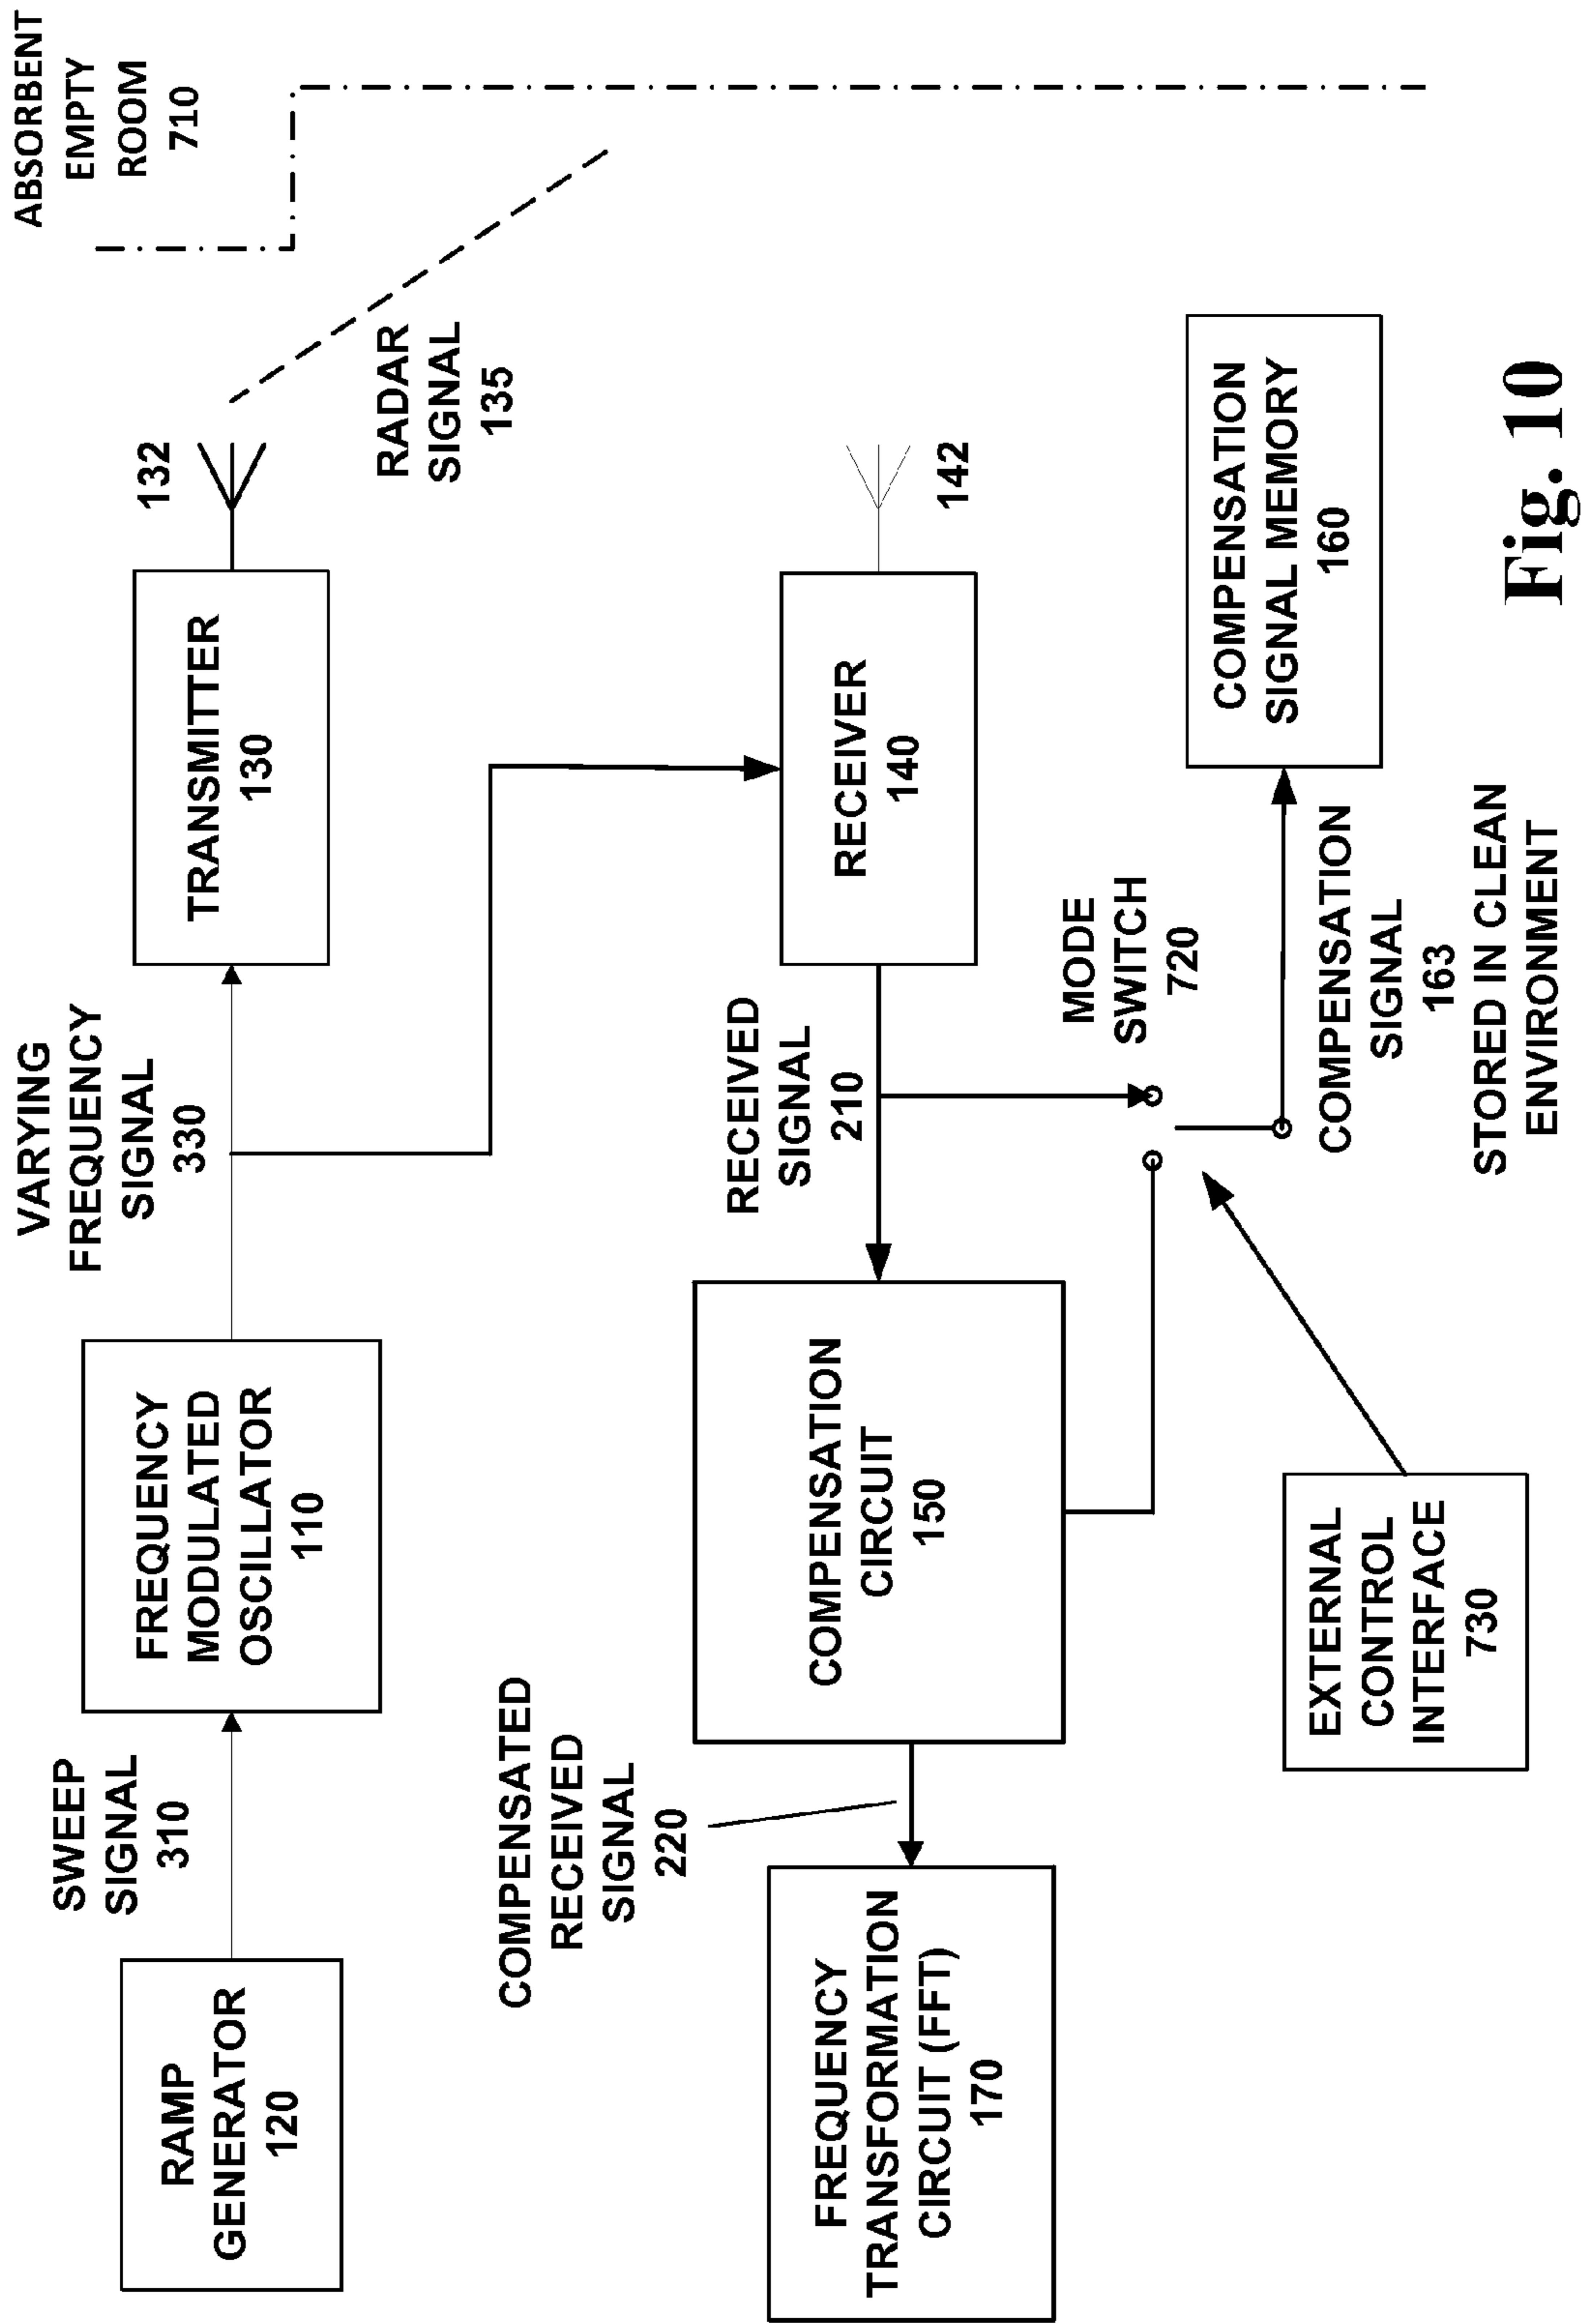 ABSORBENT
EMPTY
ROOM
710
VARYING
FREQUENCY
SIGNAL
330
SWEEP
SIGNAL
310
RAMP
GENERATOR
120
FREQUENCY
MODULATED
OSCILLATOR
110
TRANSMITTER
130
132
RADAR
SIGNAL
135
COMPENSATED
RECEIVED
SIGNAL
220
RECEIVED
SIGNAL
210
FREQUENCY
TRANSFORMATION
CIRCUIT (FFT)
170
COMPENSATION
CIRCUIT
150
RECEIVER
140
142
MODE
SWITCH
720
EXTERNAL
CONTROL
INTERFACE
730
COMPENSATION
SIGNAL MEMORY
160
COMPENSATION
SIGNAL
163
STORED IN CLEAN
ENVIRONMENT
Fig. 10